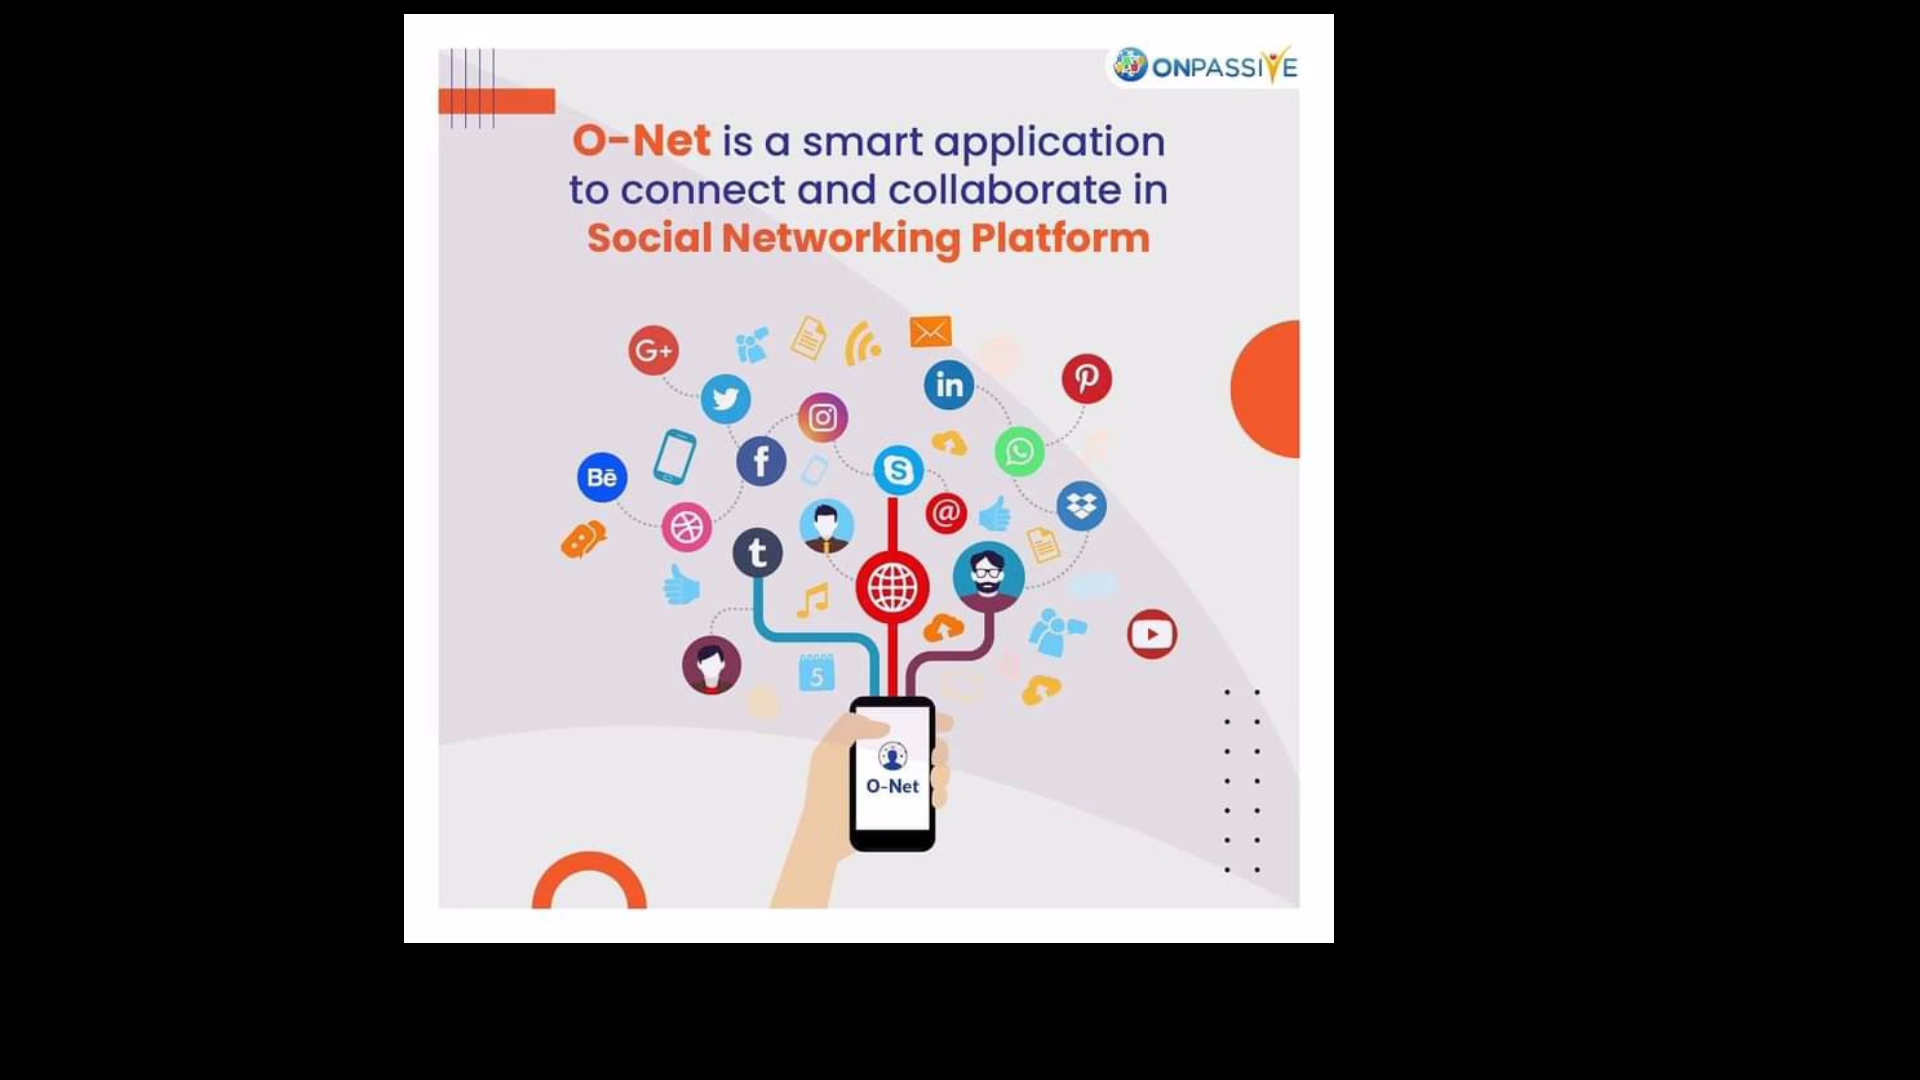 ONPASSIVE
O-Net is a smart application
to connect and collaborate in
Social Networking Platform
G+
in
Bē
f
S
@
t
5
O-Net